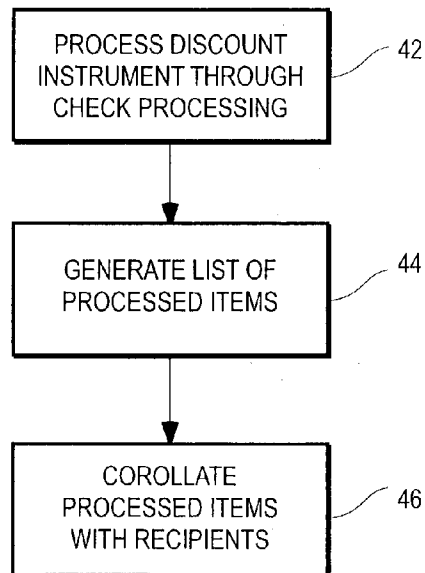 PROCESS DISCOUNT
INSTRUMENT THROUGH
CHECK PROCESSING
42
GENERATE LIST OF
PROCESSED ITEMS
44
COROLLATE
PROCESSED ITEMS
WITH RECIPIENTS
46